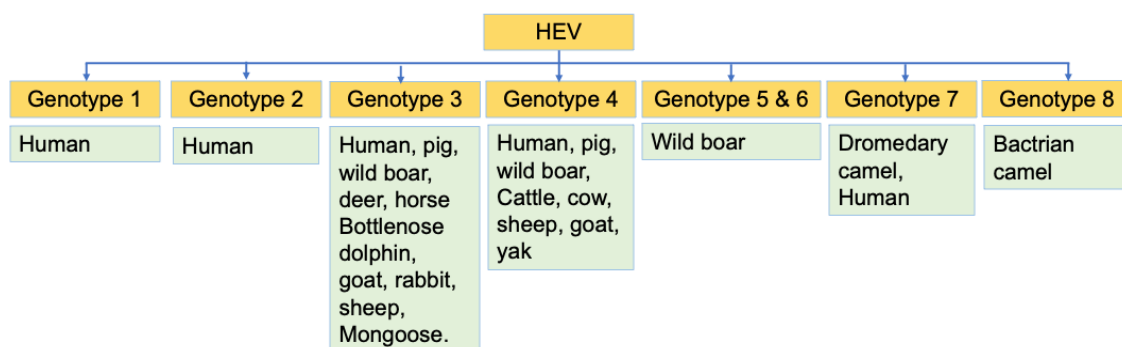 HEV
Genotype 1
Genotype 2
Genotype 3
Genotype 4
Genotype 5 & 6
Genotype 7
Genotype 8
Human
Human
Human, pig,
wild boar,
deer, horse
Bottlenose
dolphin,
goat, rabbit,
sheep,
Mongoose.
Human, pig,
wild boar,
Cattle, cow,
sheep, goat,
yak
Wild boar
Dromedary
camel,
Human
Bactrian
camel